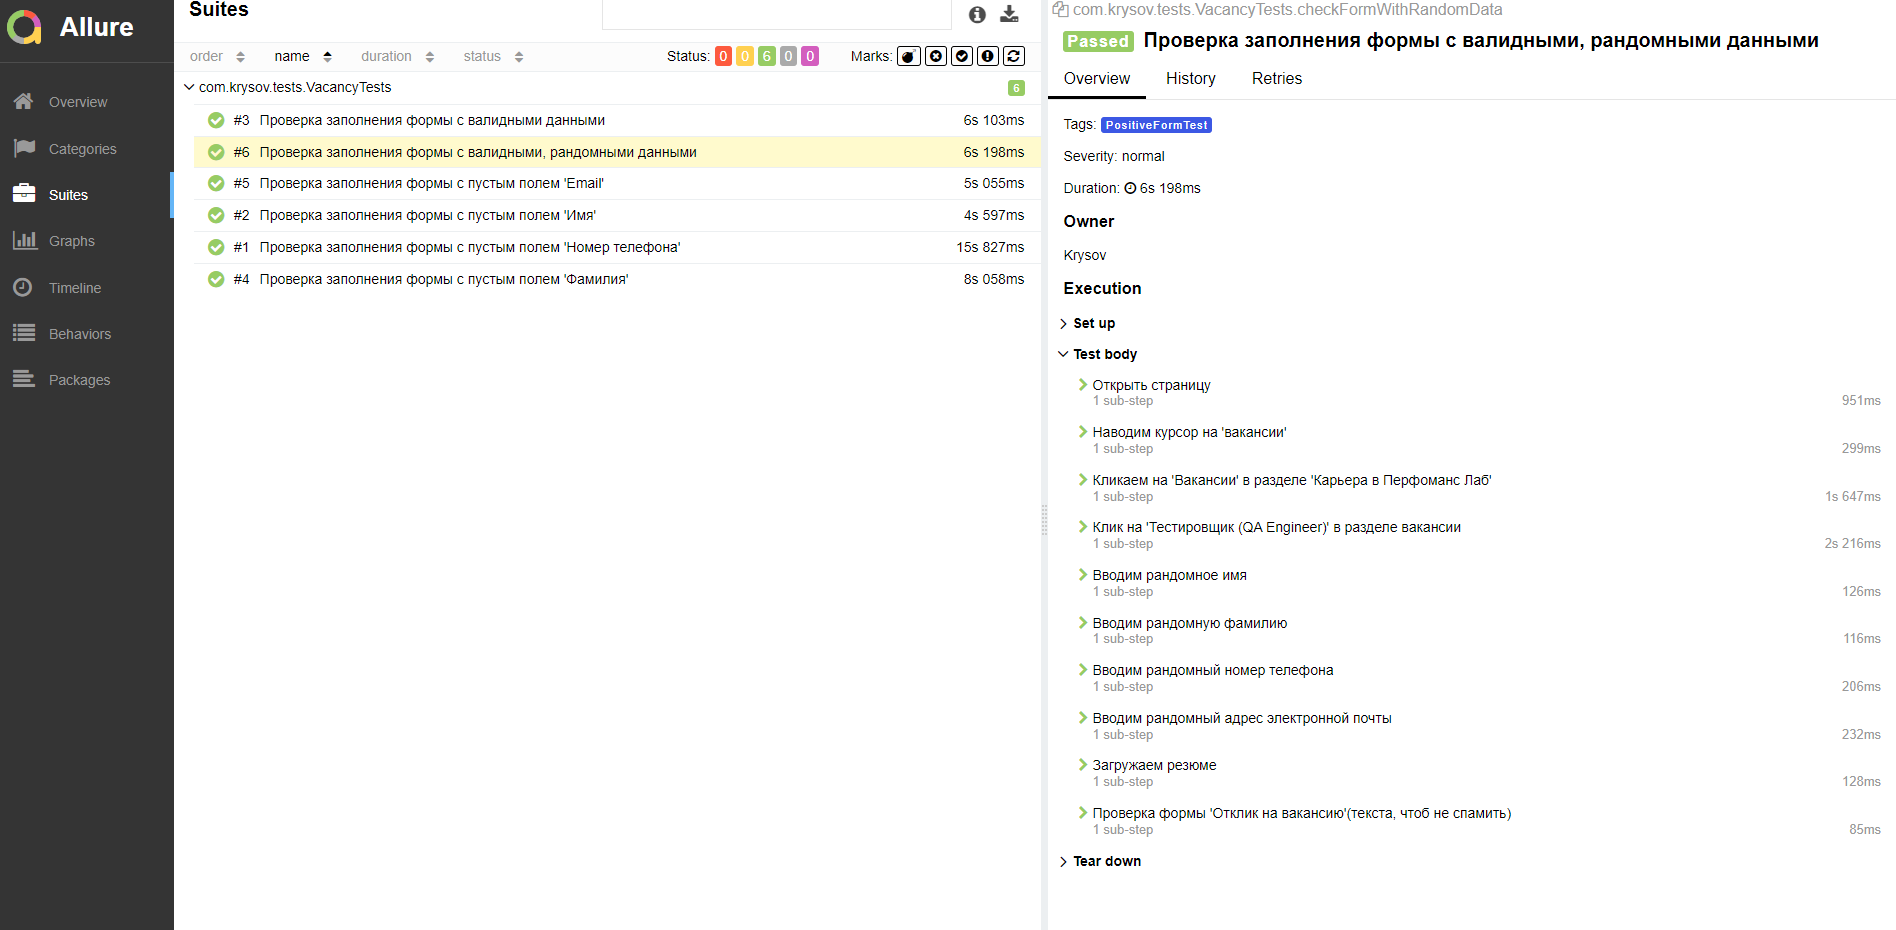 Allure
Overview
Categories
Suites
Graphs
Timeline
Behaviors
Packages
Suites
order name duration status Status: 0 0 6 0 0 Marks:
com.krysov.tests.VacancyTests 6
#3 Проверка заполнения формы с валидными данными 6s 103ms
#6 Проверка заполнения формы с валидными, рандомными данными 6s 198ms
#5 Проверка заполнения формы с пустым полем 'Email' 5s 055ms
#2 Проверка заполнения формы с пустым полем 'Имя' 4s 597ms
#1 Проверка заполнения формы с пустым полем 'Номер телефона' 15s 827ms
#4 Проверка заполнения формы с пустым полем 'Фамилия' 8s 058ms
com.krysov.tests.VacancyTests.checkFormWithRandomData
Passed Проверка заполнения формы с валидными, рандомными данными
Overview History Retries
Tags: PositiveFormTest
Severity: normal
Duration: 6s 198ms
Owner
Krysov
Execution
Set up
Test body
Открыть страницу
1 sub-step 951ms
Наводим курсор на 'вакансии'
1 sub-step 299ms
Кликаем на 'Вакансии' в разделе 'Карьера в Перфоманс Лаб'
1 sub-step 1s 647ms
Клик на 'Тестировщик (QA Engineer)' в разделе вакансии
1 sub-step 2s 216ms
Вводим рандомное имя
1 sub-step 126ms
Вводим рандомную фамилию
1 sub-step 116ms
Вводим рандомный номер телефона
1 sub-step 206ms
Вводим рандомный адрес электронной почты
1 sub-step 232ms
Загружаем резюме
1 sub-step 128ms
Проверка формы 'Отклик на вакансию'(текста, чтоб не спамить)
1 sub-step 85ms
Tear down